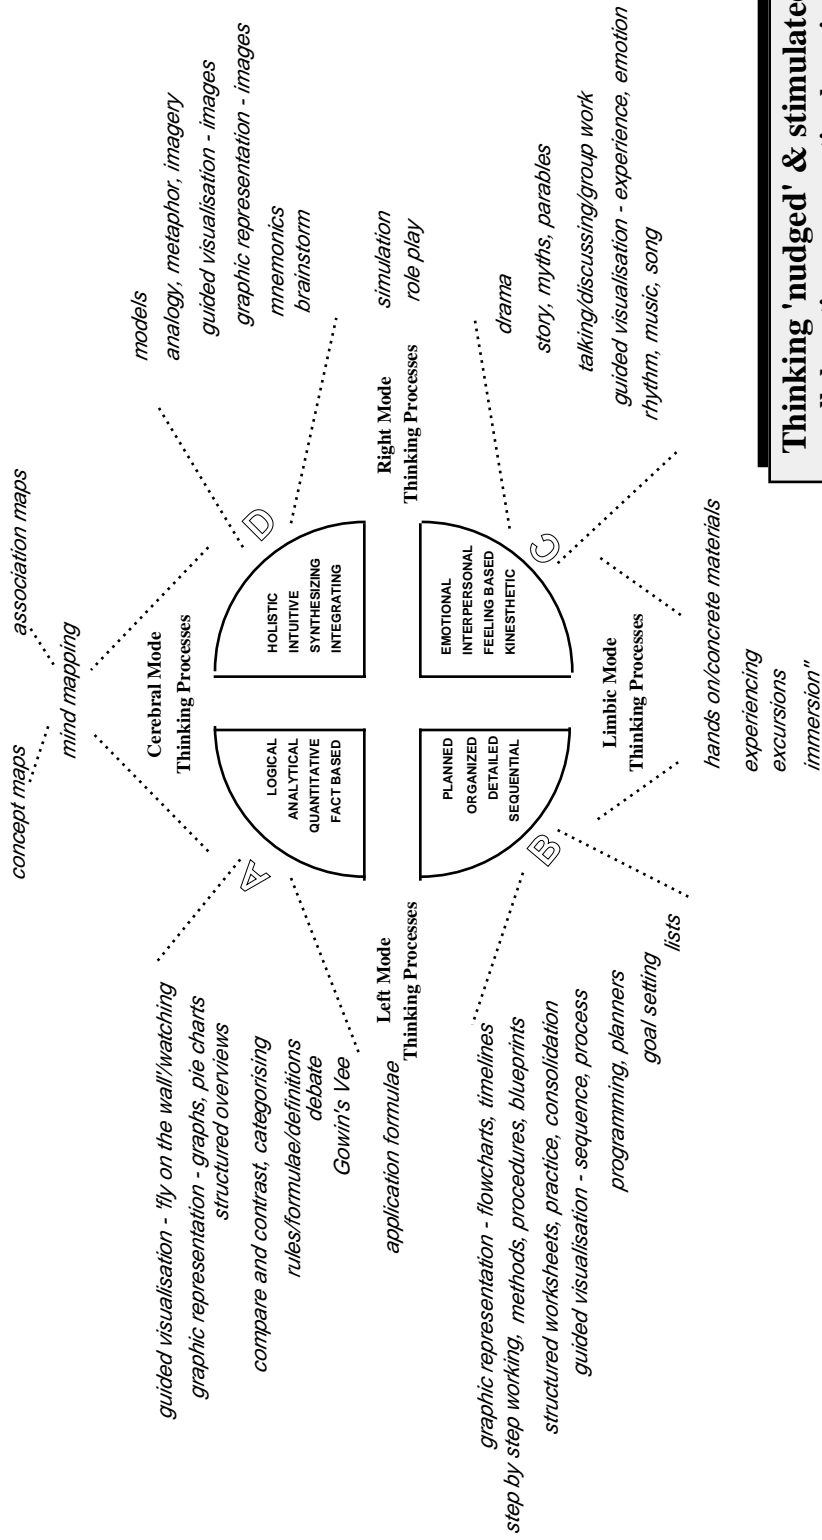 concept maps
association maps
mind mapping
Cerebral Mode
Thinking Processes
guided visualisation - 'fly on the wall'/watching
graphic representation - graphs, pie charts
structured overviews
compare and contrast, categorising
rules/formulae/definitions
debate
Gowin's Vee
application formulae
A
LOGICAL
ANALYTICAL
QUANTITATIVE
FACT BASED
D
HOLISTIC
INTUITIVE
SYNTHESIZING
INTEGRATING
models
analogy, metaphor, imagery
guided visualisation - images
graphic representation - images
mnemonics
brainstorm
simulation
role play
Left Mode
Thinking Processes
Right Mode
Thinking Processes
graphic representation - flowcharts, timelines
step by step working, methods, procedures, blueprints
structured worksheets, practice, consolidation
guided visualisation - sequence, process
programming, planners
goal setting
lists
B
PLANNED
ORGANIZED
DETAILED
SEQUENTIAL
C
EMOTIONAL
INTERPERSONAL
FEELING BASED
KINESTHETIC
drama
story, myths, parables
talking/discussing/group work
guided visualisation - experience, emotion
rhythm, music, song
Limbic Mode
Thinking Processes
hands on/concrete materials
experiencing
excursions
immersion"
Thinking 'nudged' & stimulated